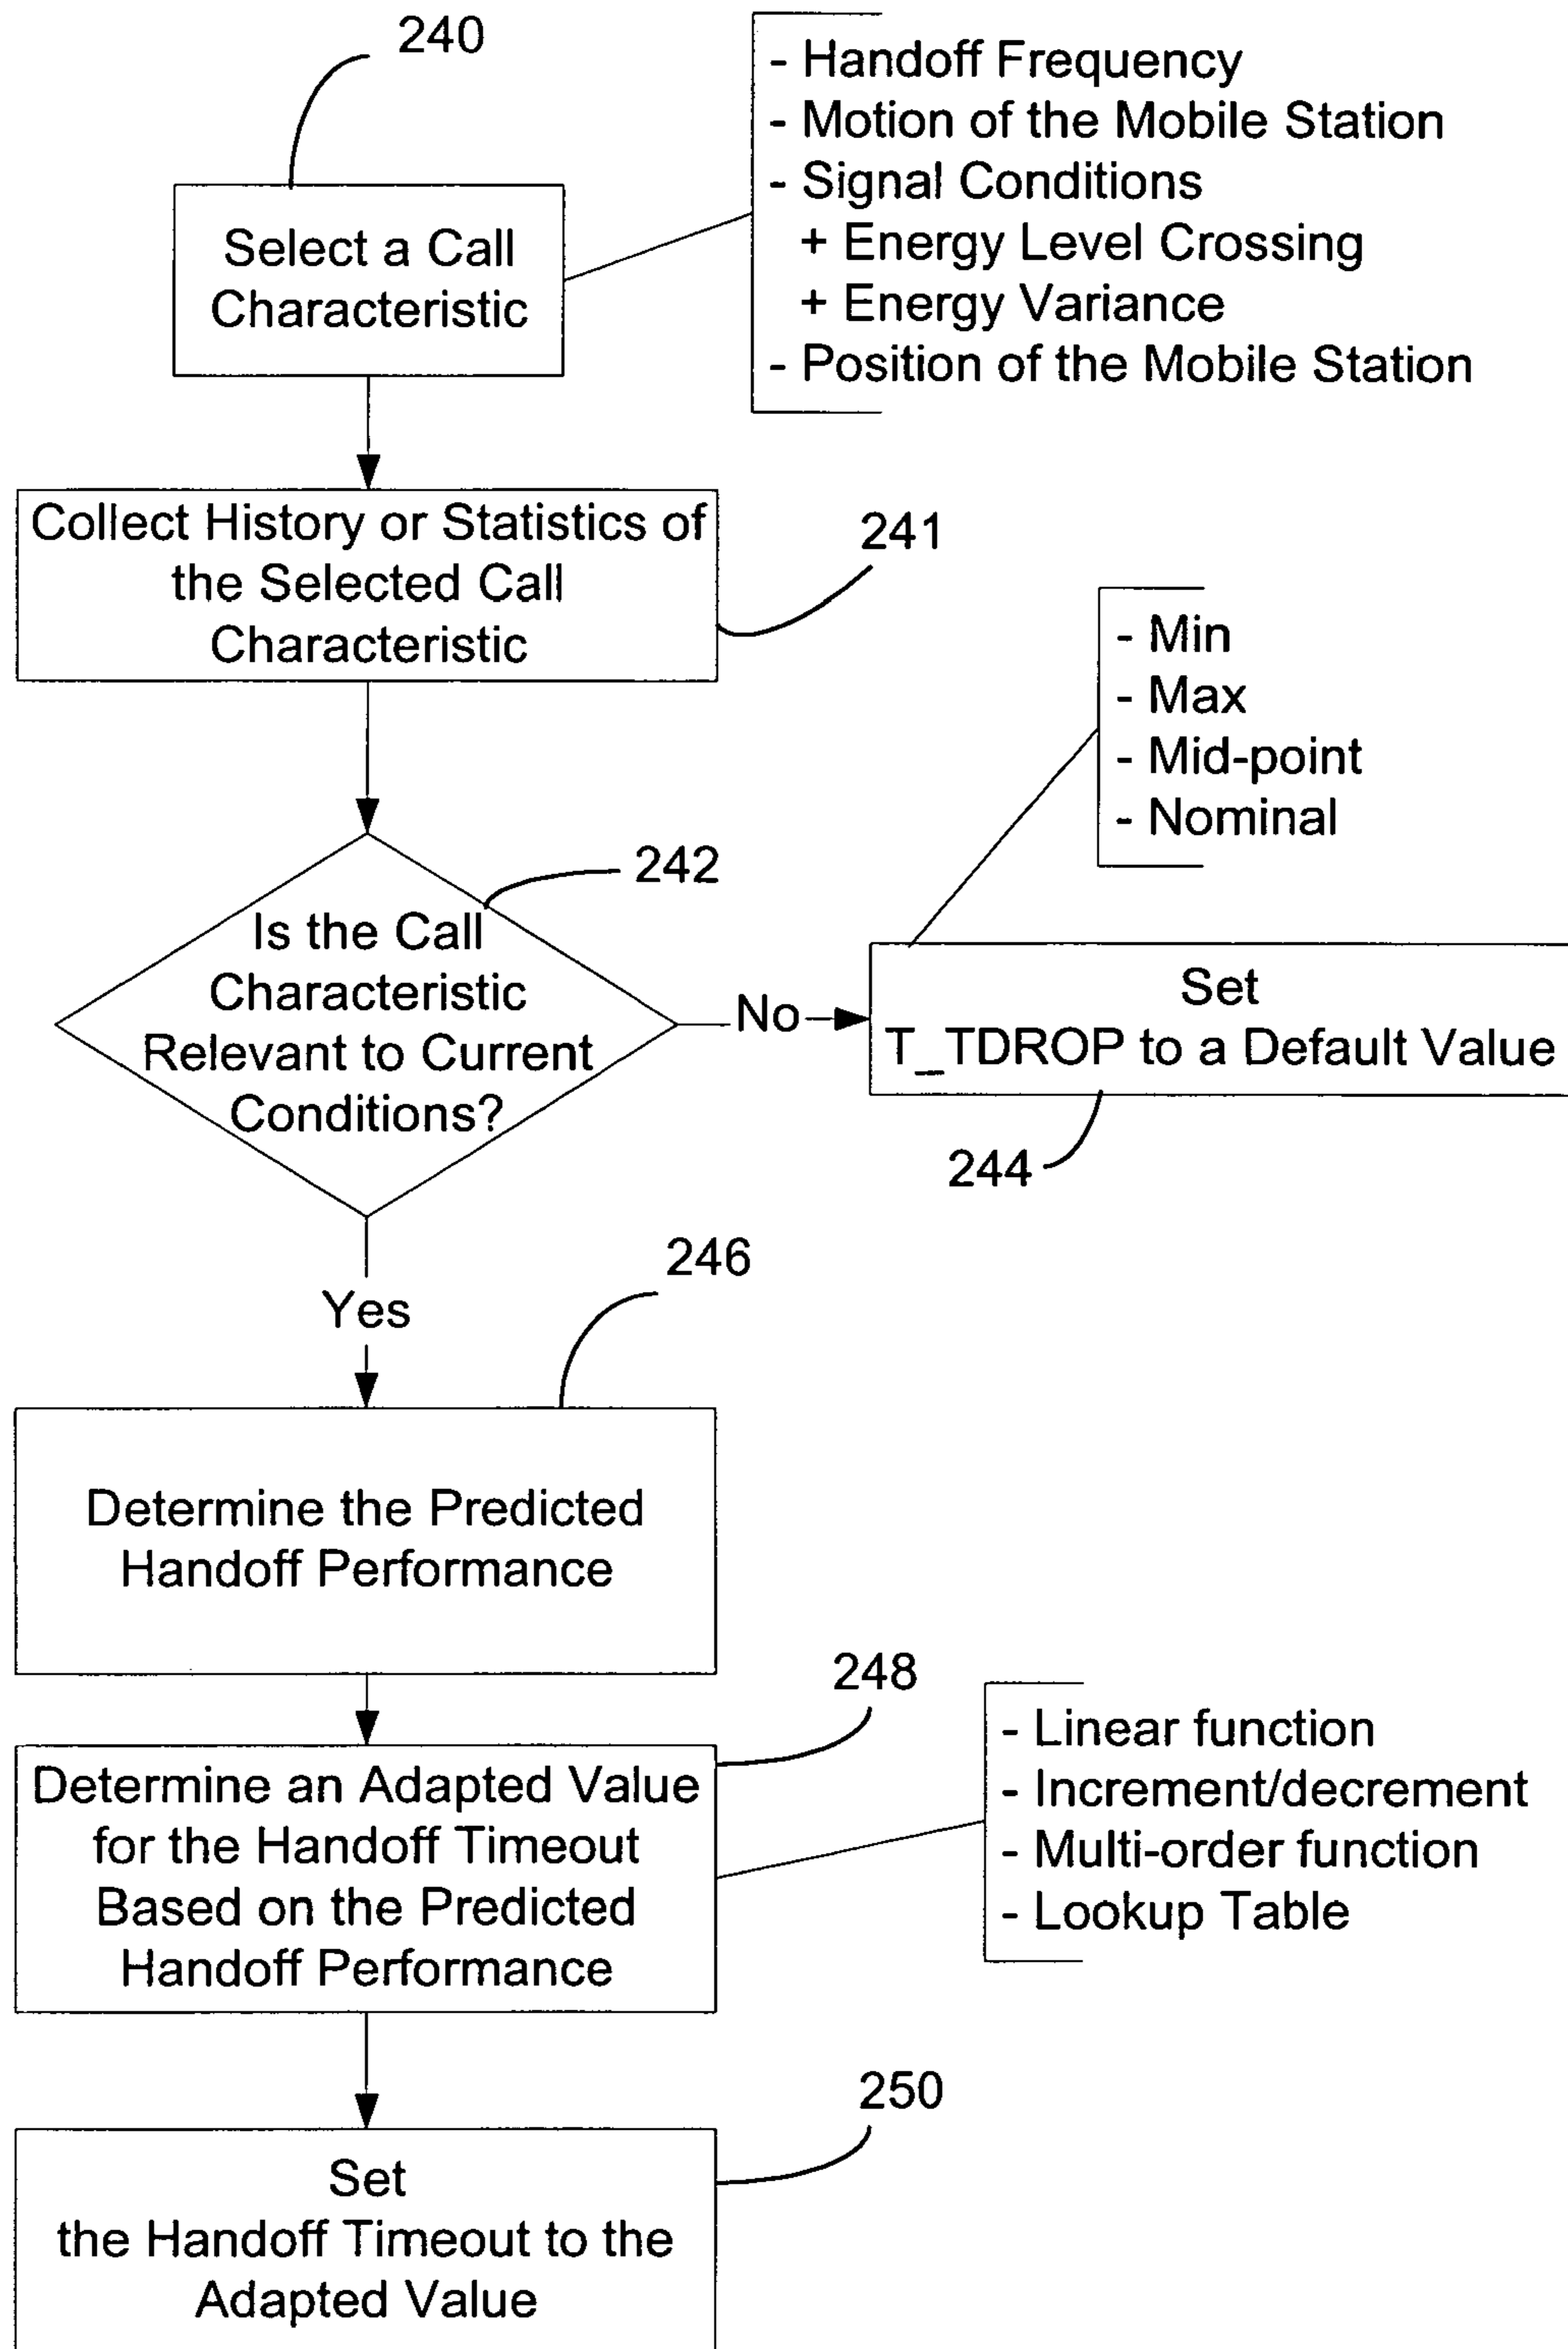 240
- Handoff Frequency
- Motion of the Mobile Station
- Signal Conditions
+ Energy Level Crossing
+ Energy Variance
- Position of the Mobile Station
Select a Call
Characteristic
Collect History or Statistics of
the Selected Call
Characteristic
241
- Min
- Max
- Mid-point
- Nominal
242
Is the Call
Characteristic
Relevant to Current
Conditions?
No
Set
T_TDROP to a Default Value
244
Yes
246
Determine the Predicted
Handoff Performance
248
Determine an Adapted Value
for the Handoff Timeout
Based on the Predicted
Handoff Performance
- Linear function
- Increment/decrement
- Multi-order function
- Lookup Table
250
Set
the Handoff Timeout to the
Adapted Value